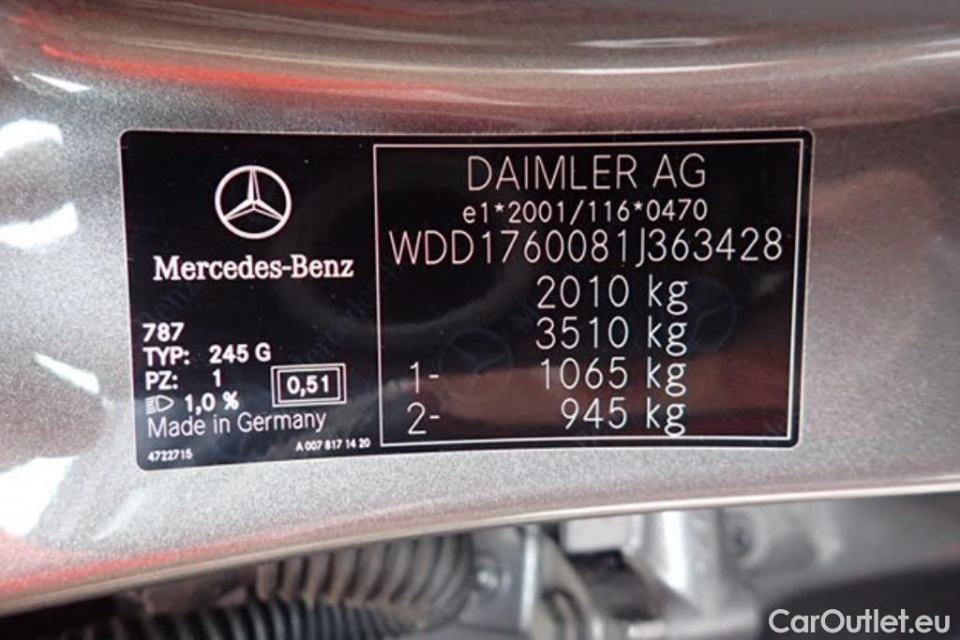 Mercedes-Benz
787
TYP: 245 G
PZ: 1
0,51
1,0 %
Made in Germany
4722715
A 007 817 14 20
DAIMLER AG
e1*2001/116*0470
WDD1760081J363428
2010 kg
3510 kg
1- 1065 kg
2- 945 kg
CarOutlet.eu